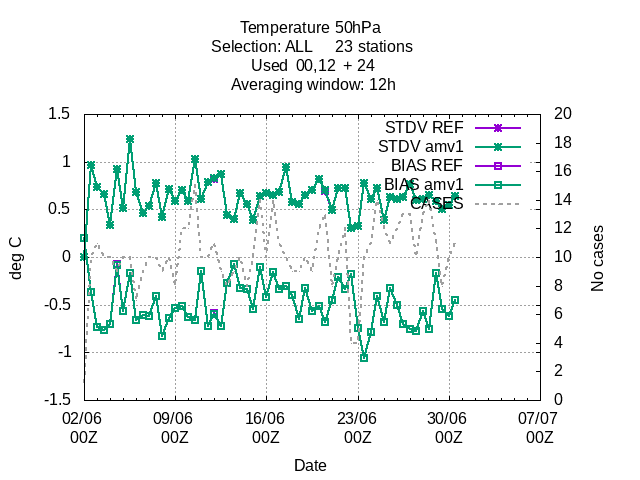 Temperature 50hPa
Selection: ALL     23 stations
Used  00,12  + 24
Averaging window: 12h
STDV REF
STDV amv1
BIAS REF
BIAS amv1
CASES
1.5
1
0.5
0
-0.5
-1
-1.5
deg C
20
18
16
14
12
10
8
6
4
2
0
No cases
02/06 09/06 16/06 23/06 30/06 07/07
00Z 00Z 00Z 00Z 00Z 00Z
Date